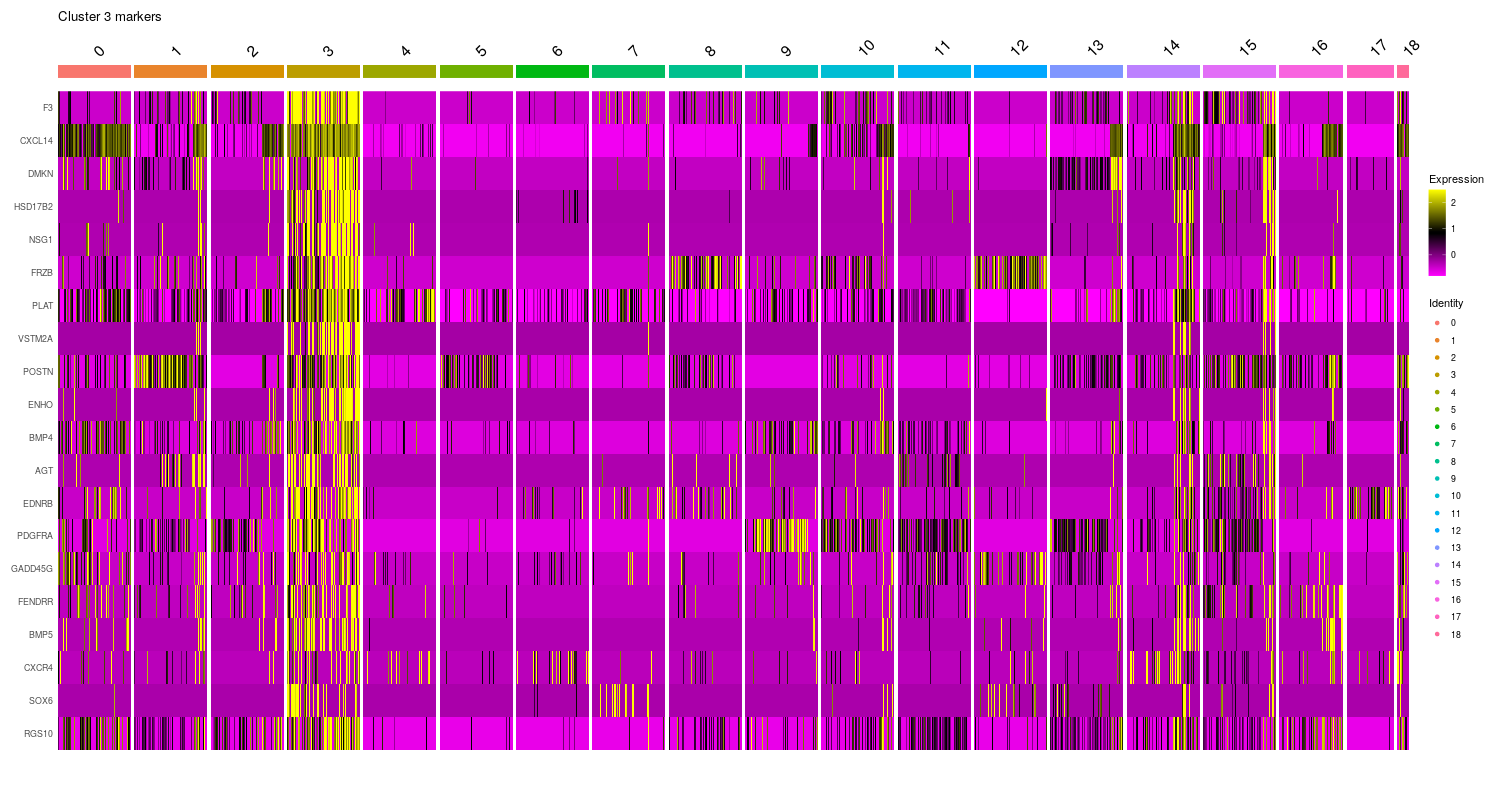 Cluster 3 markers
0 1 2 3 4 5 6 7 8 9 10 11 12 13 14 15 16 17 18
F3
CXCL14
DMKN
HSD17B2
NSG1
FRZB
PLAT
VSTM2A
POSTN
ENHO
BMP4
AGT
EDNRB
PDGFRA
GADD45G
FENDRR
BMP5
CXCR4
SOX6
RGS10
Expression
2
1
0
Identity
0
1
2
3
4
5
6
7
8
9
10
11
12
13
14
15
16
17
18